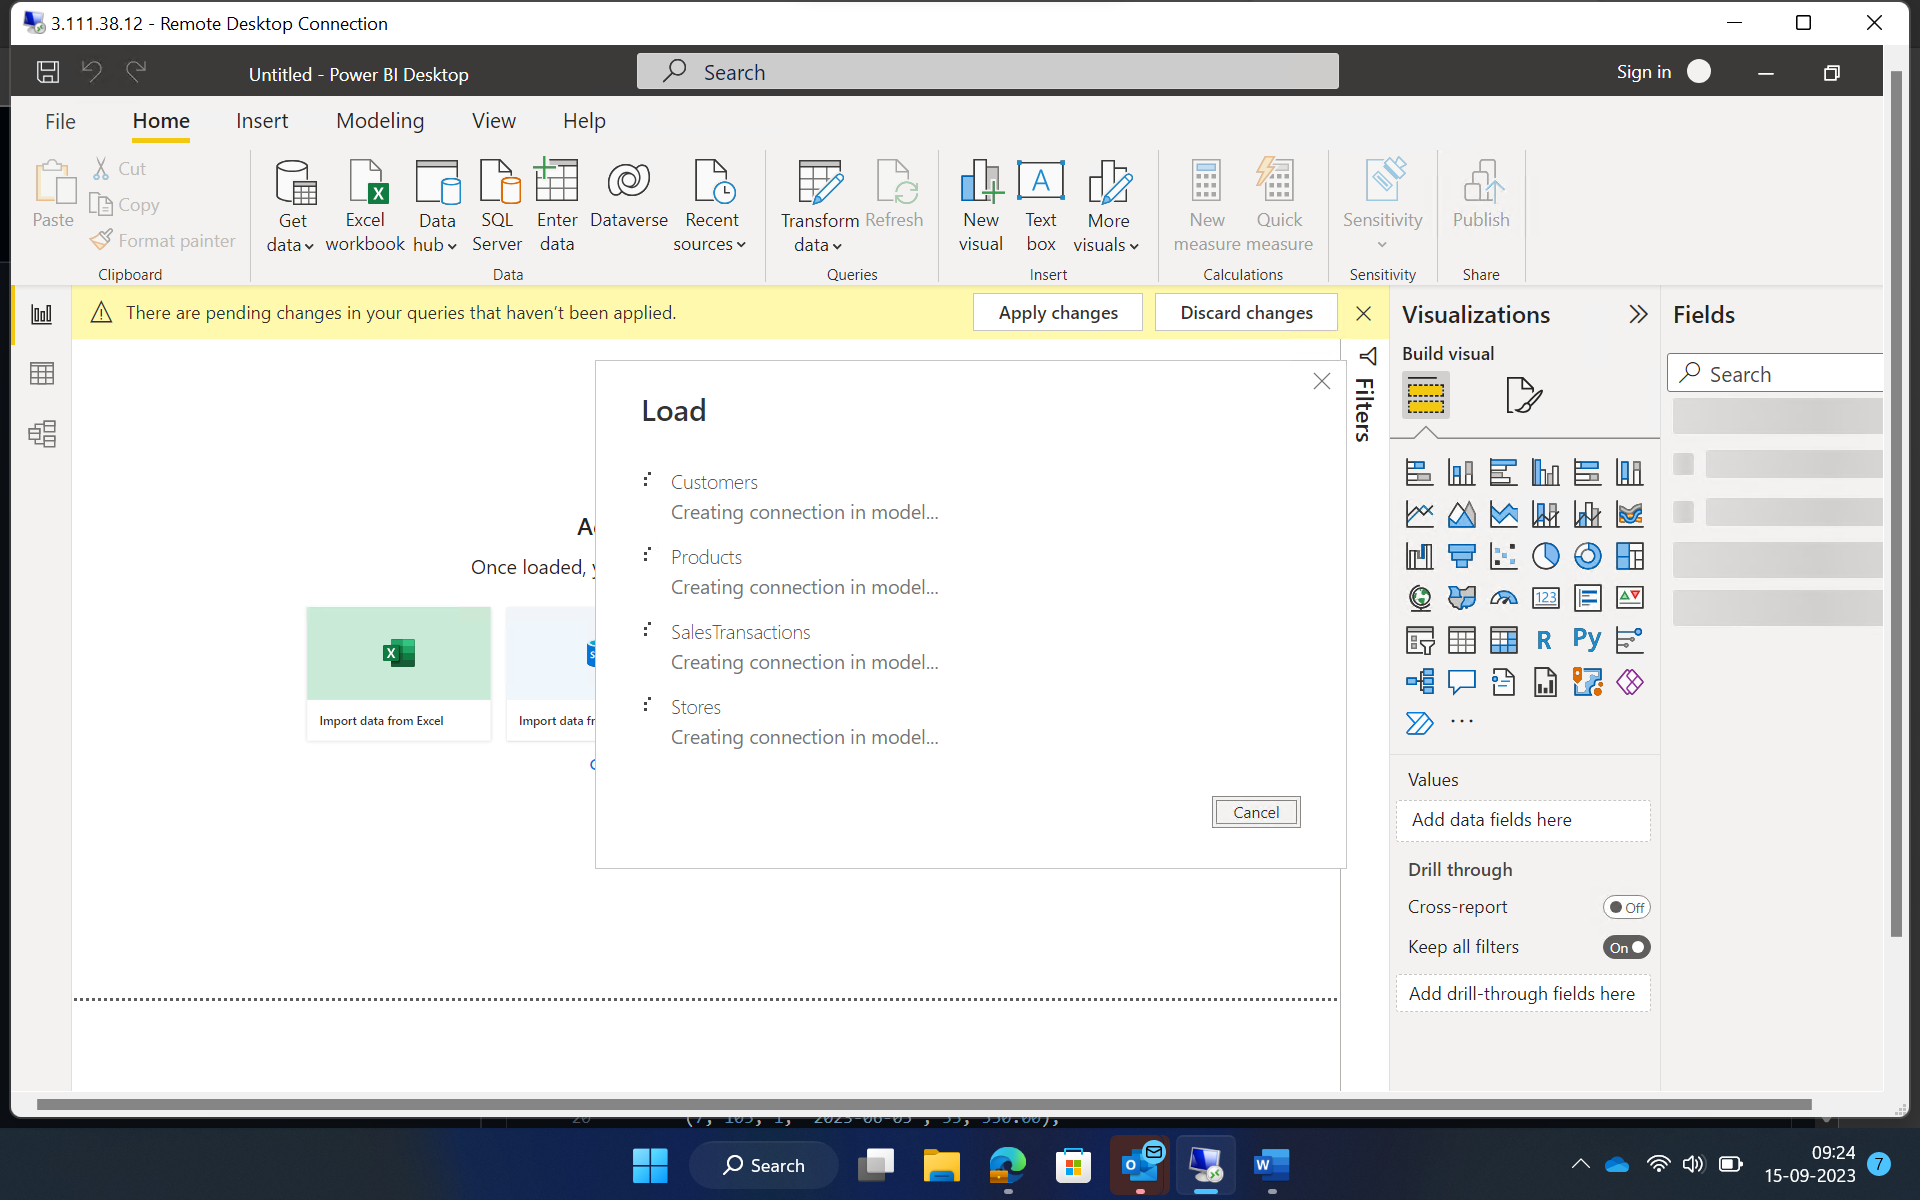 3.111.38.12 - Remote Desktop Connection
Untitled - Power BI Desktop
Search
Sign in
File Home Insert Modeling View Help
Paste
Cut
Copy
Format painter
Clipboard
Get data
Excel workbook
Data hub
SQL Server
Enter data
Dataverse
Recent sources
Data
Transform data
Refresh
Queries
New visual
Text box
More visuals
Insert
New measure
Quick measure
Calculations
Sensitivity
Sensitivity
Publish
Share
There are pending changes in your queries that haven't been applied.
Apply changes
Discard changes
Load
Customers
Creating connection in model...
Products
Creating connection in model...
SalesTransactions
Creating connection in model...
Stores
Creating connection in model...
Cancel
Once loaded,
Import data from Excel
Import data fr
Filters
Visualizations
Build visual
123
R
Py
Values
Add data fields here
Drill through
Cross-report
Off
Keep all filters
On
Add drill-through fields here
Fields
Search
Search
09:24
15-09-2023
7